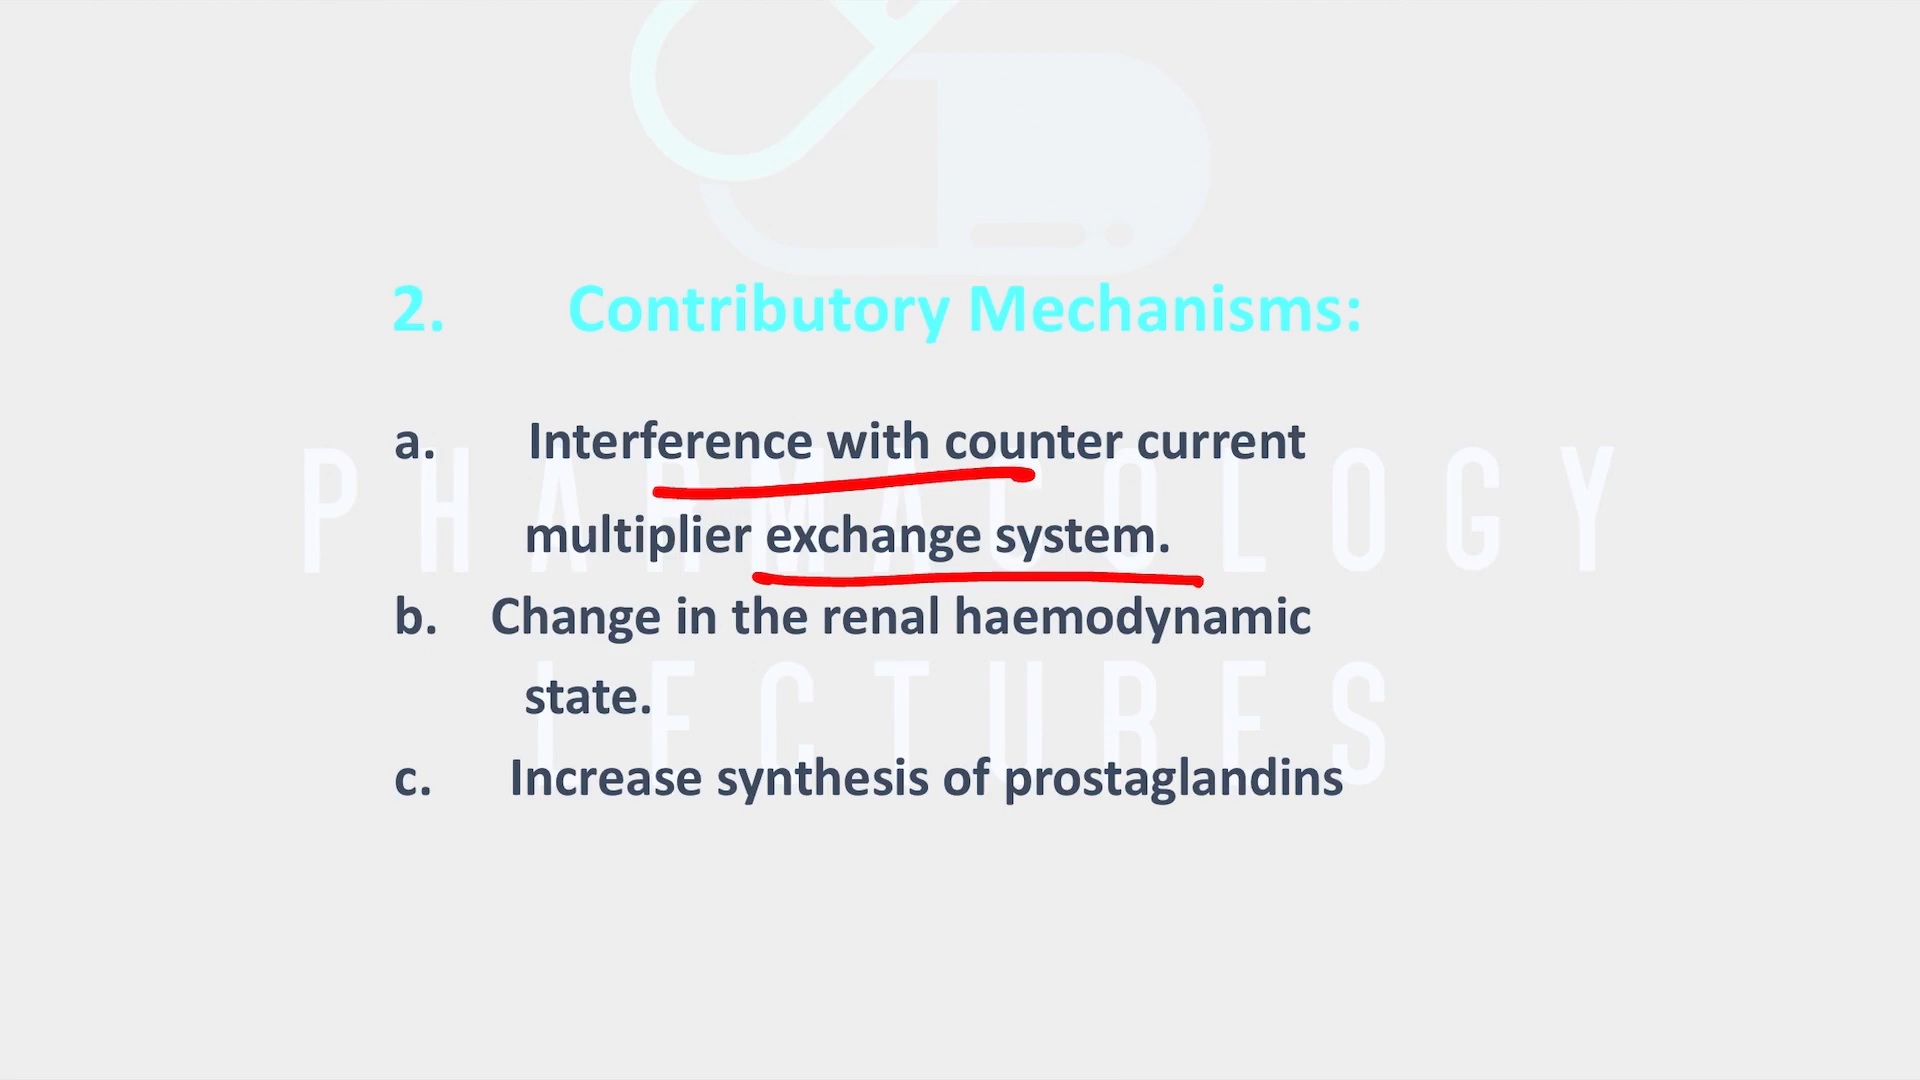 2. Contributory Mechanisms:
a. Interference with counter current
multiplier exchange system.
b. Change in the renal haemodynamic
state.
c. Increase synthesis of prostaglandins
PHARMACOLOGY
LECTURES